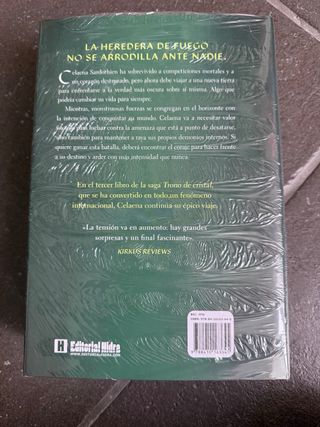 LA HEREDERA DE FUEGO
NO SE ARRODILLA ANTE NADIE.
Celaena Sardothien ha sobrevivido a competiciones mortales y a
un corazón destrozado, pero ahora debe viajar a una nueva tierra
para enfrentarse a la verdad más oscura sobre sí misma. Algo que
podría cambiar su vida para siempre.
Mientras, monstruosas fuerzas se congregan en el horizonte con
la intención de conquistar su mundo. Celaena va a necesitar valor
no solo para luchar contra la amenaza que está a punto de desatarse,
sino también para mantener a raya sus propios demonios internos. Si
quiere ganar esta batalla, deberá encontrar el coraje para hacer frente
a su destino y arder con más intensidad que nunca.
En el tercer libro de la saga Trono de cristal,
que se ha convertido en todo un fenómeno
internacional, Celaena continúa su épico viaje.
«La tensión va en aumento: hay grandes
sorpresas y un final fascinante».
KIRKUS REVIEWS
H Editorial Hidra
WWW.EDITORIALHIDRA.COM